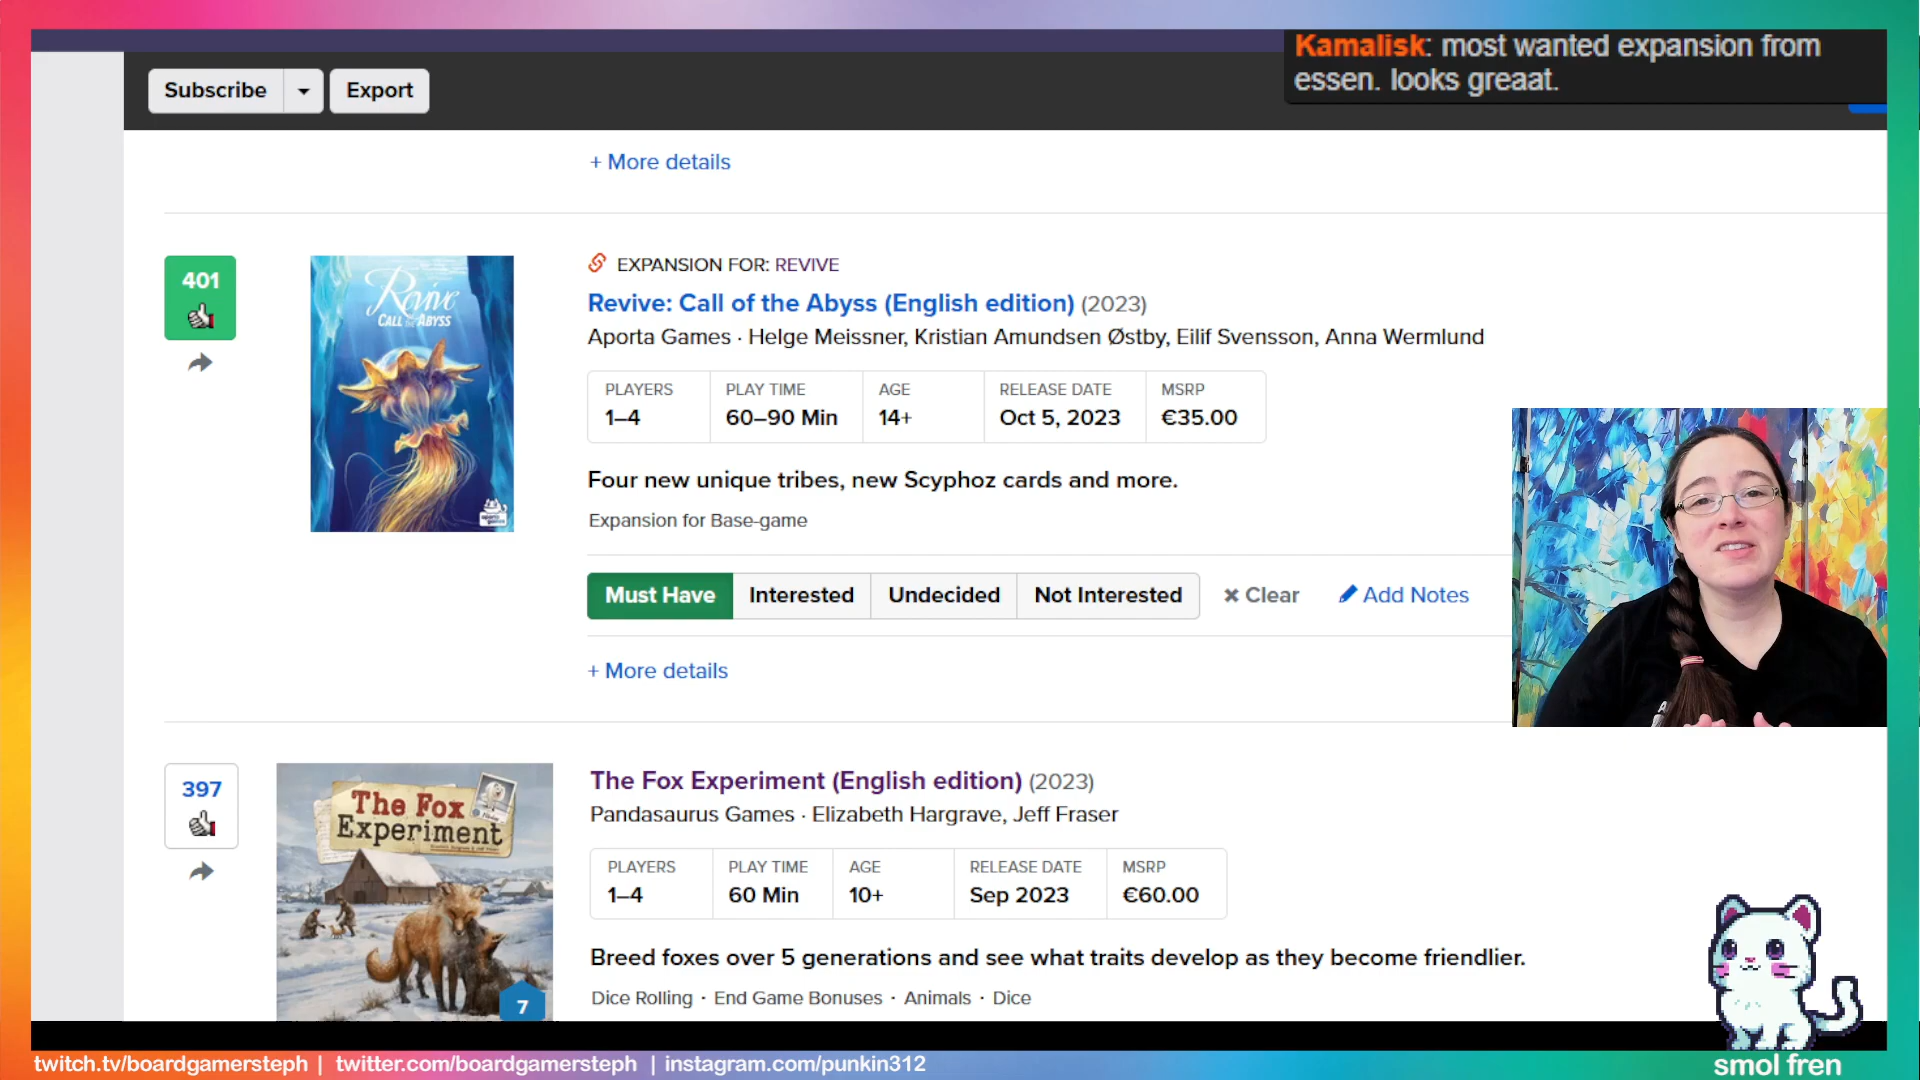 Kamalisk: most wanted expansion from
essen. looks greaat.
Subscribe
Export
+ More details
401
Revive
CALL OF THE ABYSS
EXPANSION FOR: REVIVE
Revive: Call of the Abyss (English edition) (2023)
Aporta Games · Helge Meissner, Kristian Amundsen Østby, Eilif Svensson, Anna Wermlund
PLAYERS PLAY TIME AGE RELEASE DATE MSRP
1–4 60–90 Min 14+ Oct 5, 2023 €35.00
Four new unique tribes, new Scyphoz cards and more.
Expansion for Base-game
Must Have Interested Undecided Not Interested Clear Add Notes
+ More details
397
The Fox
Experiment
7
The Fox Experiment (English edition) (2023)
Pandasaurus Games · Elizabeth Hargrave, Jeff Fraser
PLAYERS PLAY TIME AGE RELEASE DATE MSRP
1–4 60 Min 10+ Sep 2023 €60.00
Breed foxes over 5 generations and see what traits develop as they become friendlier.
Dice Rolling · End Game Bonuses · Animals · Dice
twitch.tv/boardgamersteph | twitter.com/boardgamersteph | instagram.com/punkin312
smol fren